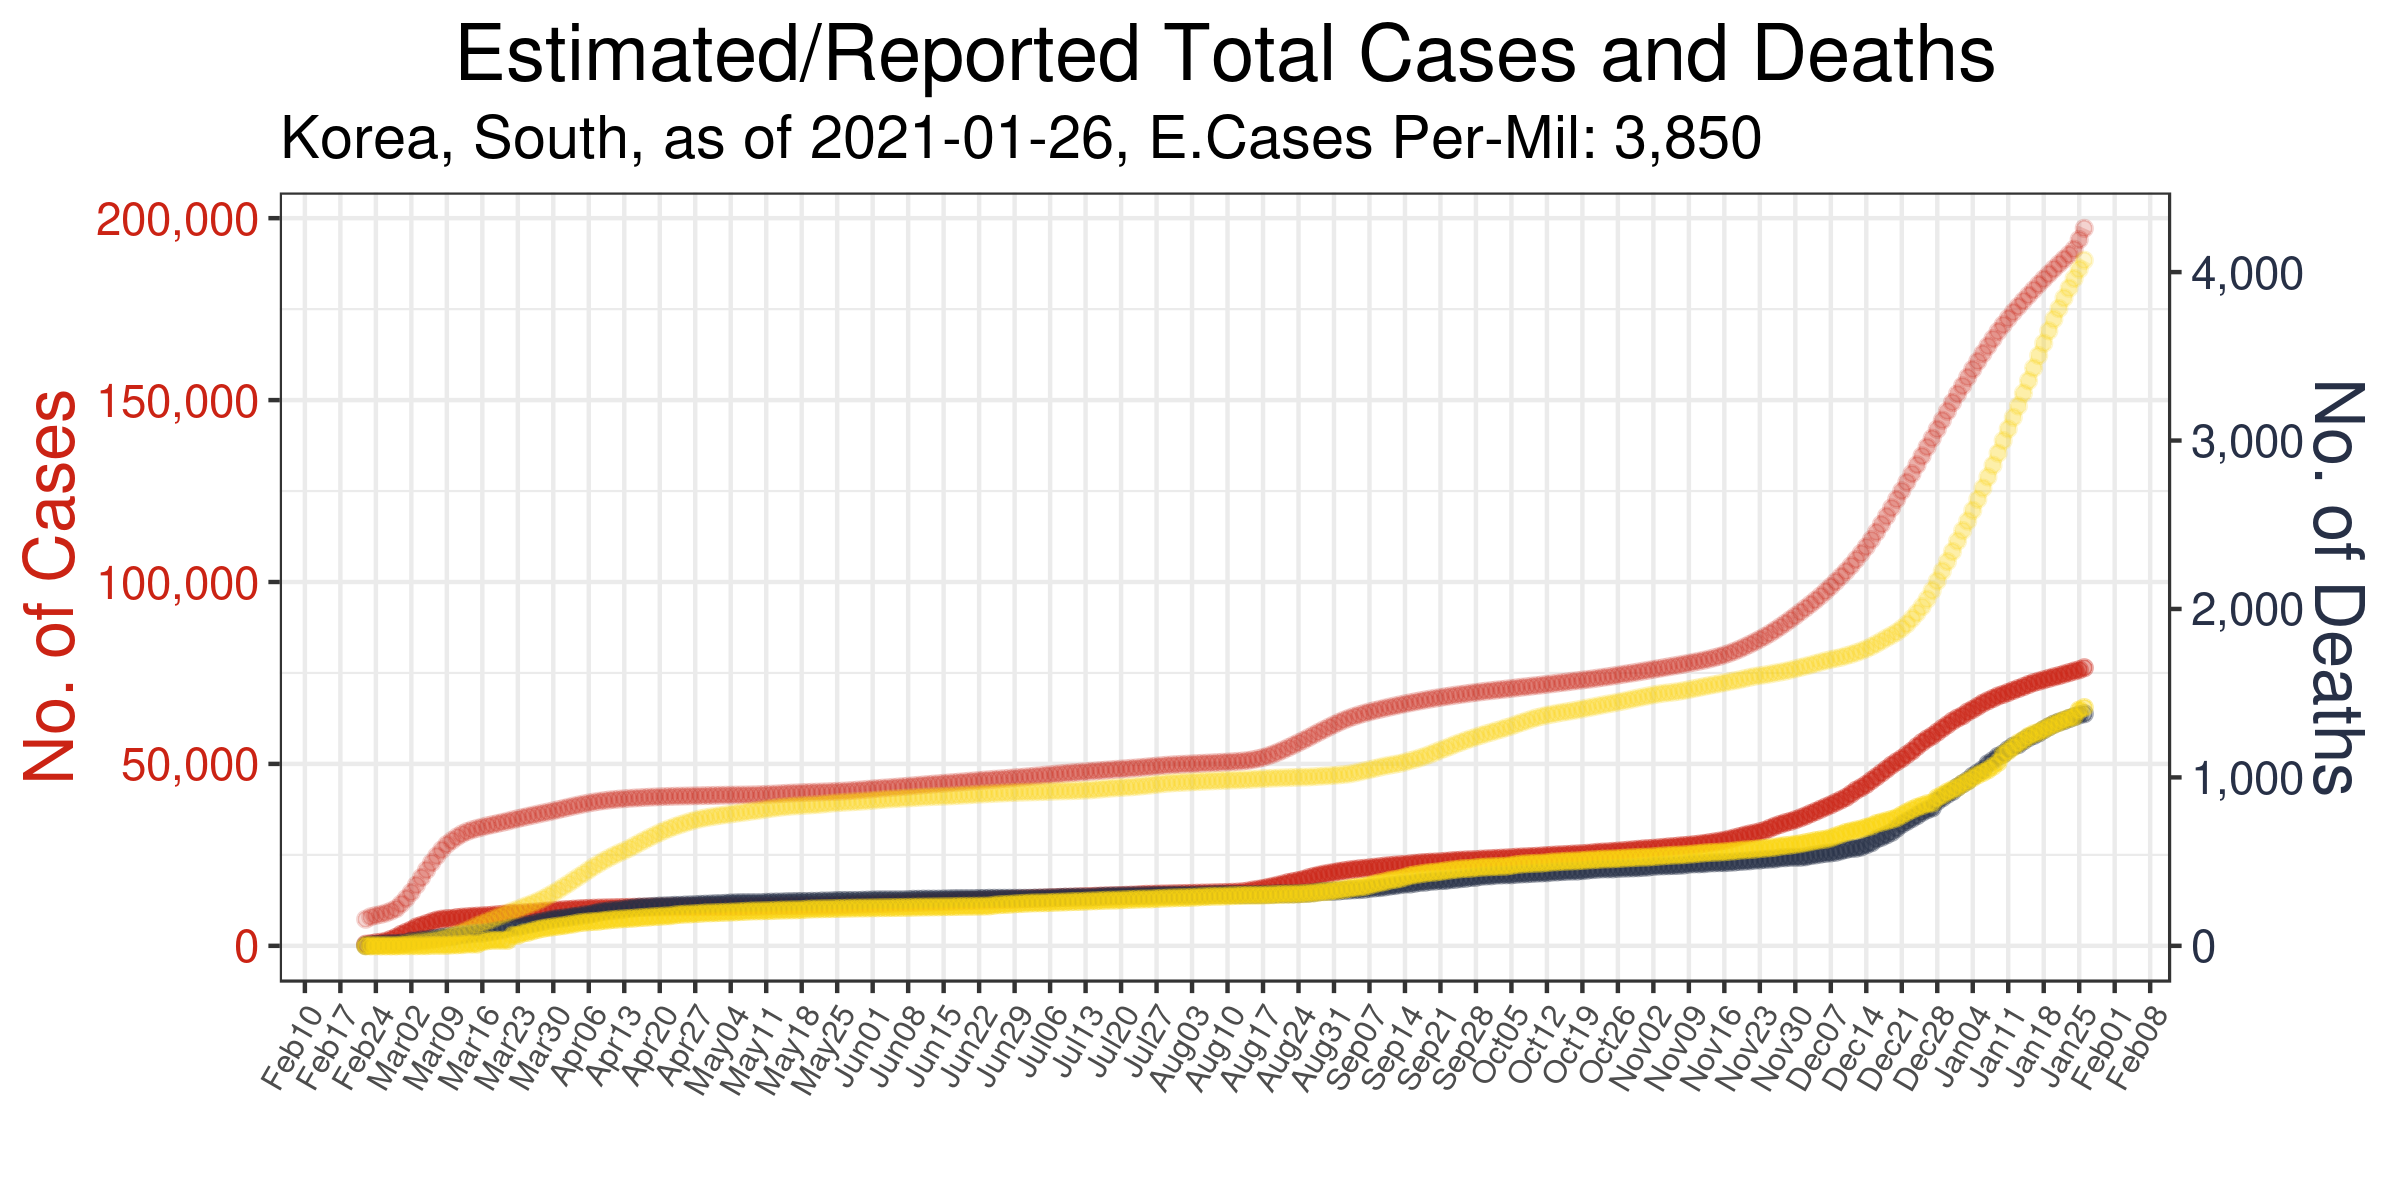 Estimated/Reported Total Cases and Deaths
Korea, South, as of 2021-01-26, E.Cases Per-Mil: 3,850
No. of Cases
200,000
150,000
100,000
50,000
0
4,000
3,000
2,000
1,000
0
No. of Deaths
Feb10
Feb17
Feb24
Mar02
Mar09
Mar16
Mar23
Mar30
Apr06
Apr13
Apr20
Apr27
May04
May11
May18
May25
Jun01
Jun08
Jun15
Jun22
Jun29
Jul06
Jul13
Jul20
Jul27
Aug03
Aug10
Aug17
Aug24
Aug31
Sep07
Sep14
Sep21
Sep28
Oct05
Oct12
Oct19
Oct26
Nov02
Nov09
Nov16
Nov23
Nov30
Dec07
Dec14
Dec21
Dec28
Jan04
Jan11
Jan18
Jan25
Feb01
Feb08